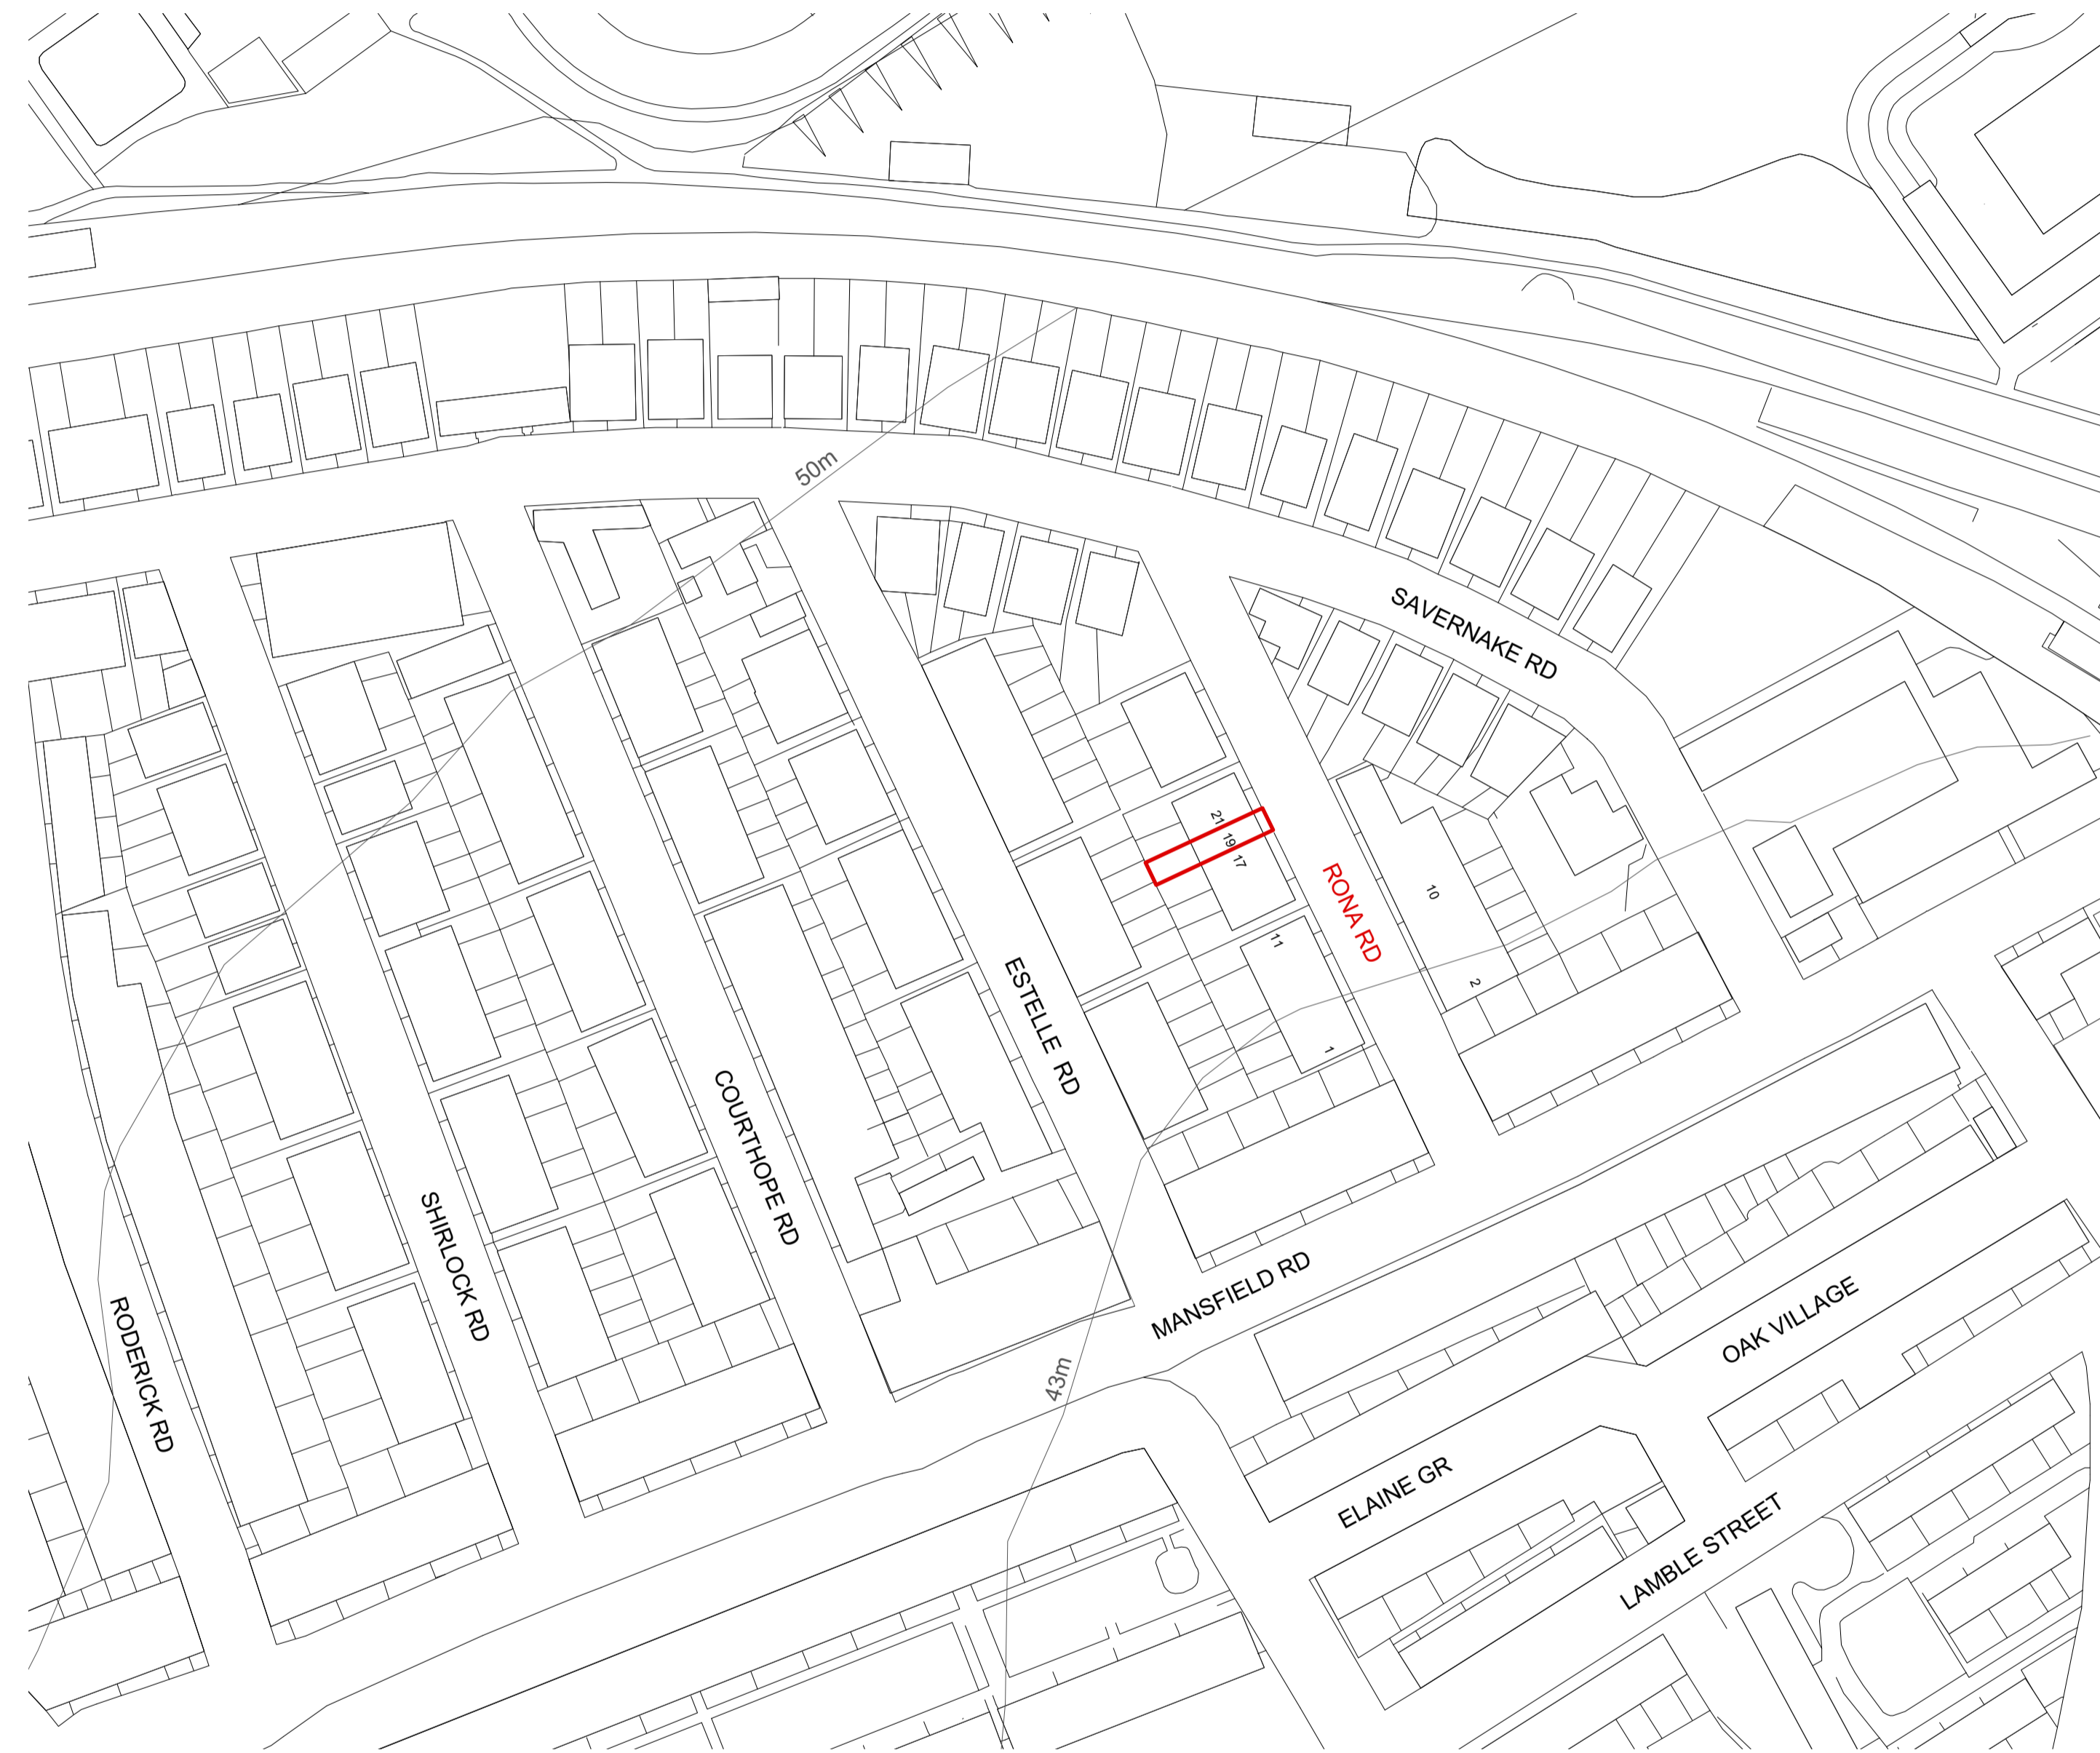 50m
SAVERNAKE RD
21
19
17
RONA RD
10
11
2
1
ESTELLE RD
COURTHOPE RD
SHIRLOCK RD
RODERICK RD
MANSFIELD RD
43m
OAK VILLAGE
ELAINE GR
LAMBLE STREET